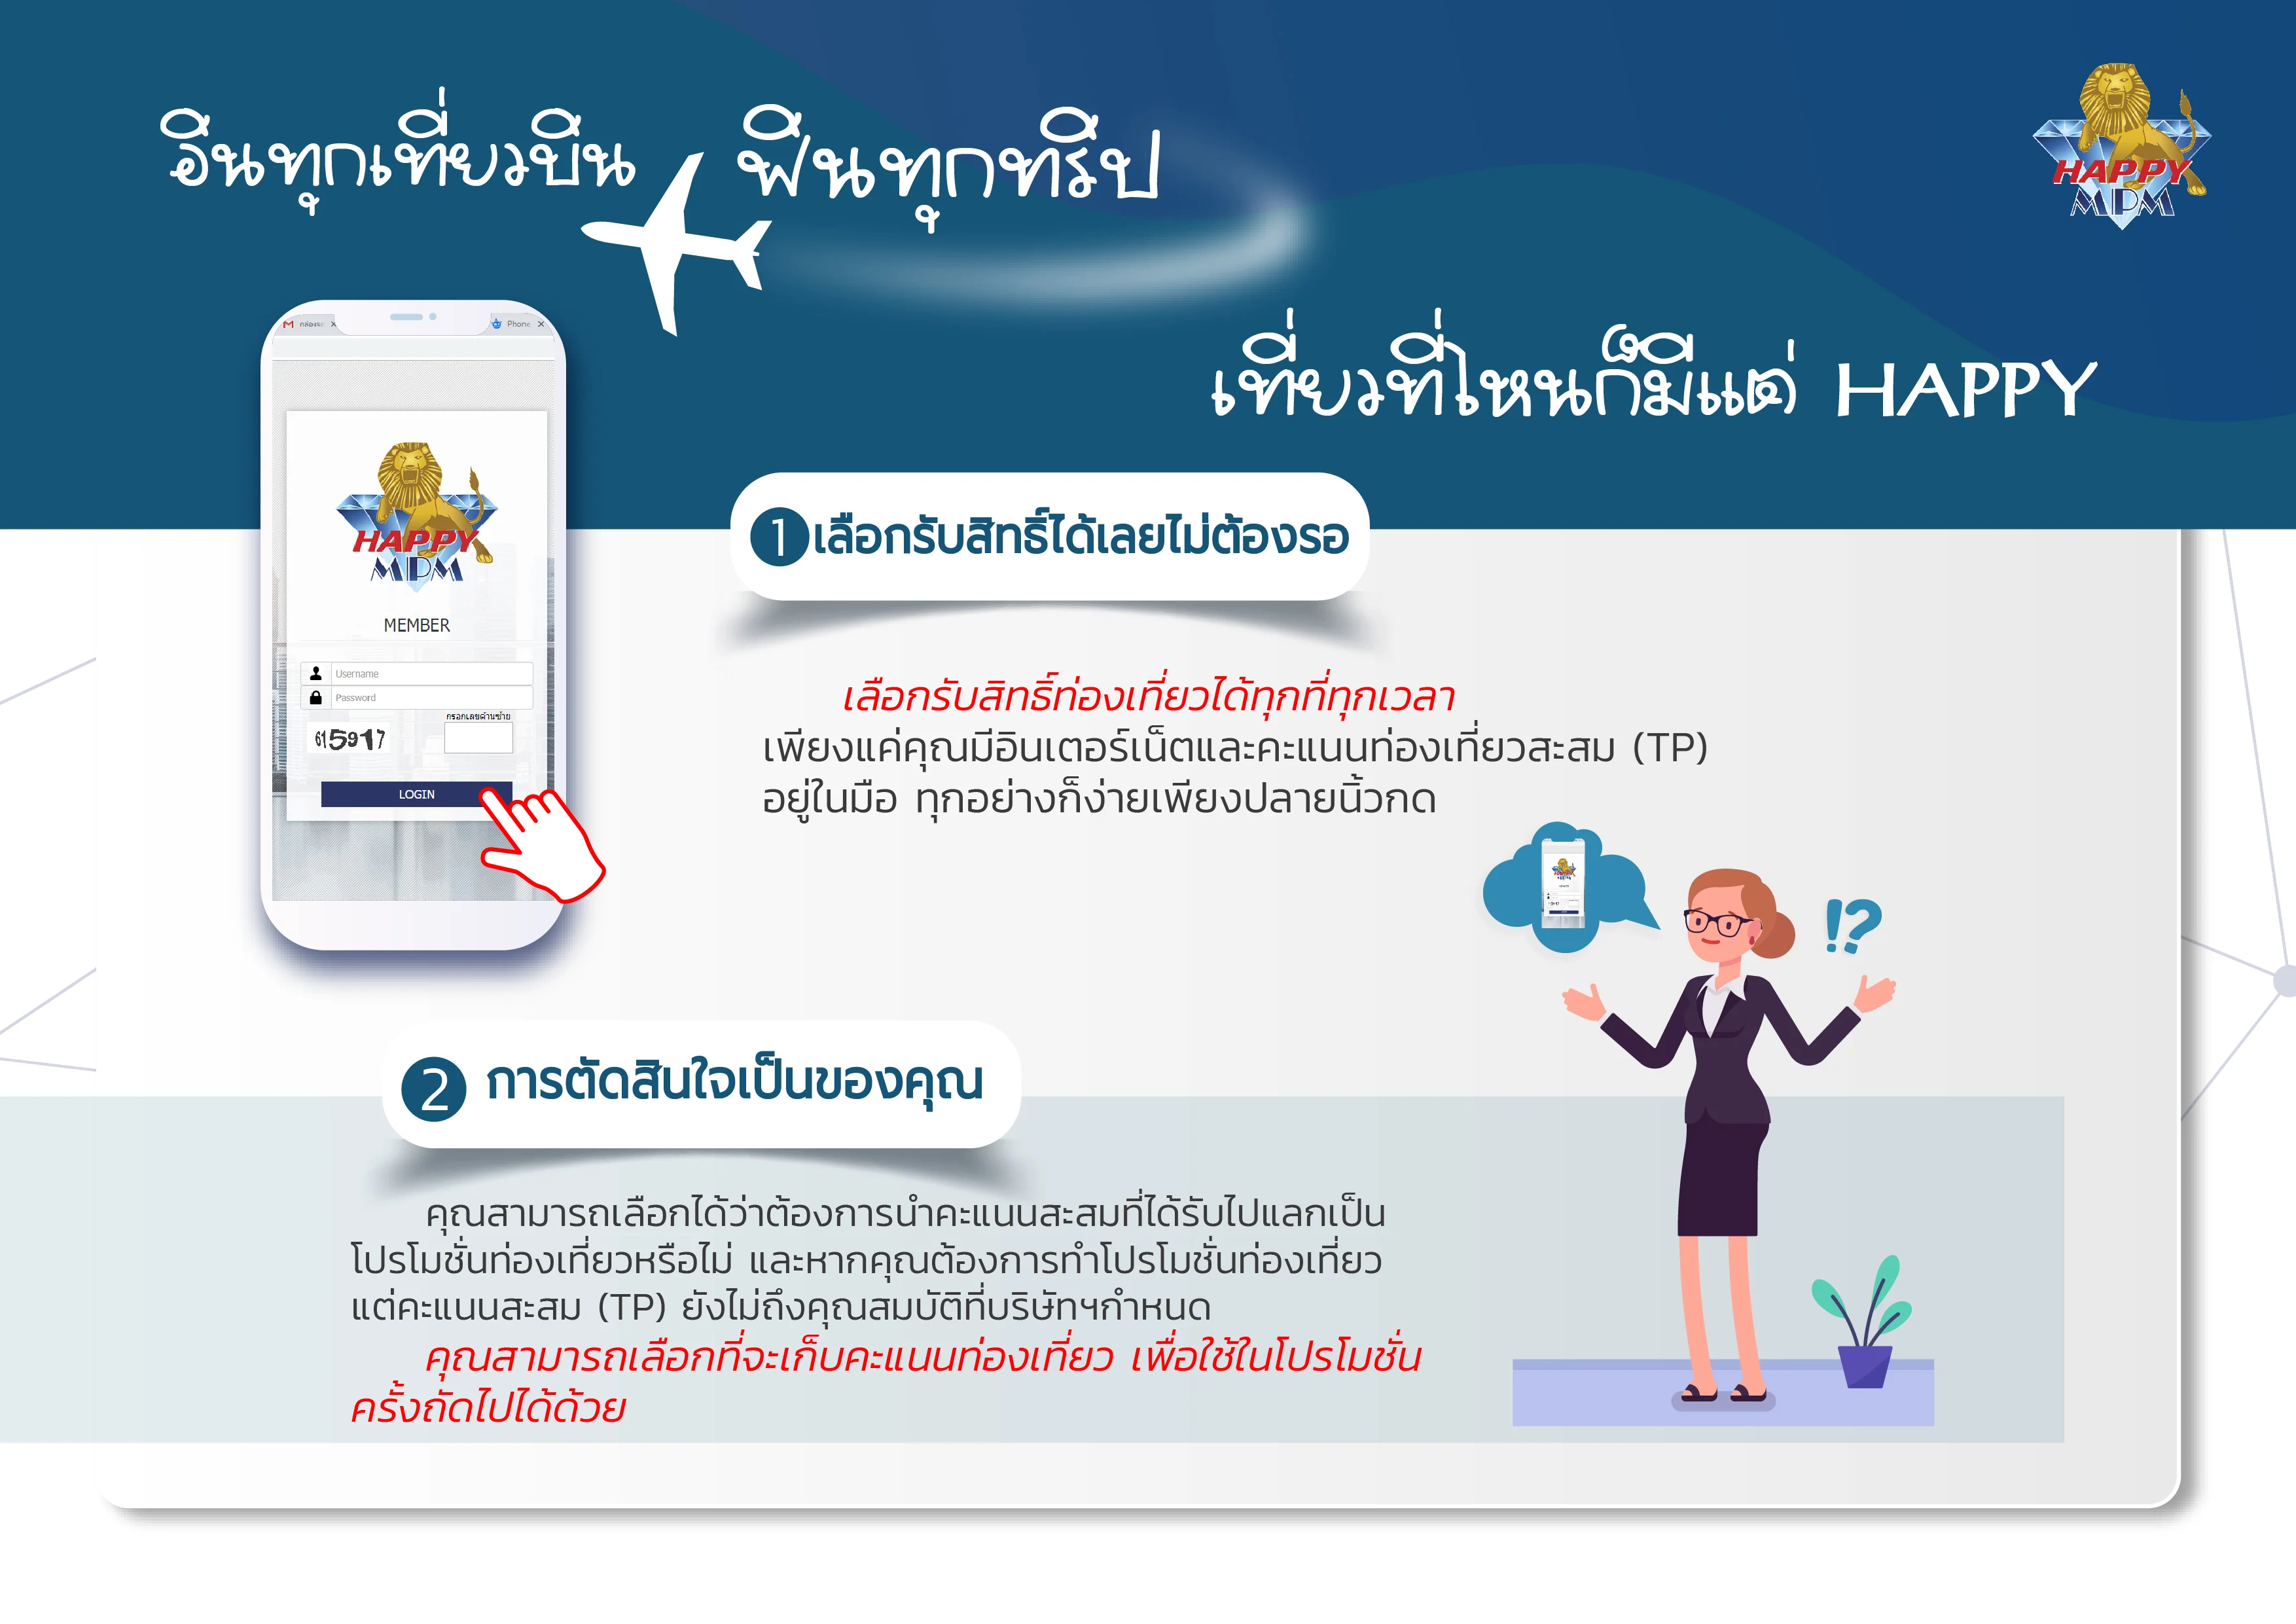 อินทุกเที่ยวบิน ฟินทุกทริป
HAPPY
MPM
เที่ยวที่ไหนก็มีแต่ HAPPY
Phone
HAPPY
MPM
MEMBER
Username
Password
กรอกเลขด้านซ้าย
615917
LOGIN
1 เลือกรับสิทธิ์ได้เลยไม่ต้องรอ
เลือกรับสิทธิ์ท่องเที่ยวได้ทุกที่ทุกเวลา
เพียงแค่คุณมีอินเตอร์เน็ตและคะแนนท่องเที่ยวสะสม (TP)
อยู่ในมือ ทุกอย่างก็ง่ายเพียงปลายนิ้วกด
!?
2 การตัดสินใจเป็นของคุณ
คุณสามารถเลือกได้ว่าต้องการนำคะแนนสะสมที่ได้รับไปแลกเป็น
โปรโมชั่นท่องเที่ยวหรือไม่ และหากคุณต้องการทำโปรโมชั่นท่องเที่ยว
แต่คะแนนสะสม (TP) ยังไม่ถึงคุณสมบัติที่บริษัทฯกำหนด
คุณสามารถเลือกที่จะเก็บคะแนนท่องเที่ยว เพื่อใช้ในโปรโมชั่น
ครั้งถัดไปได้ด้วย